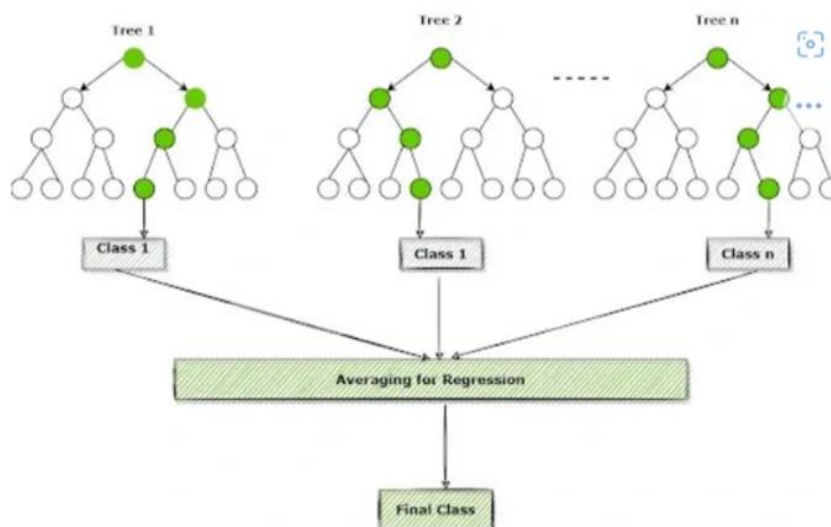 Tree 1
Tree 2
Tree n
Class 1
Class 1
Class n
Averaging for Regression
Final Class